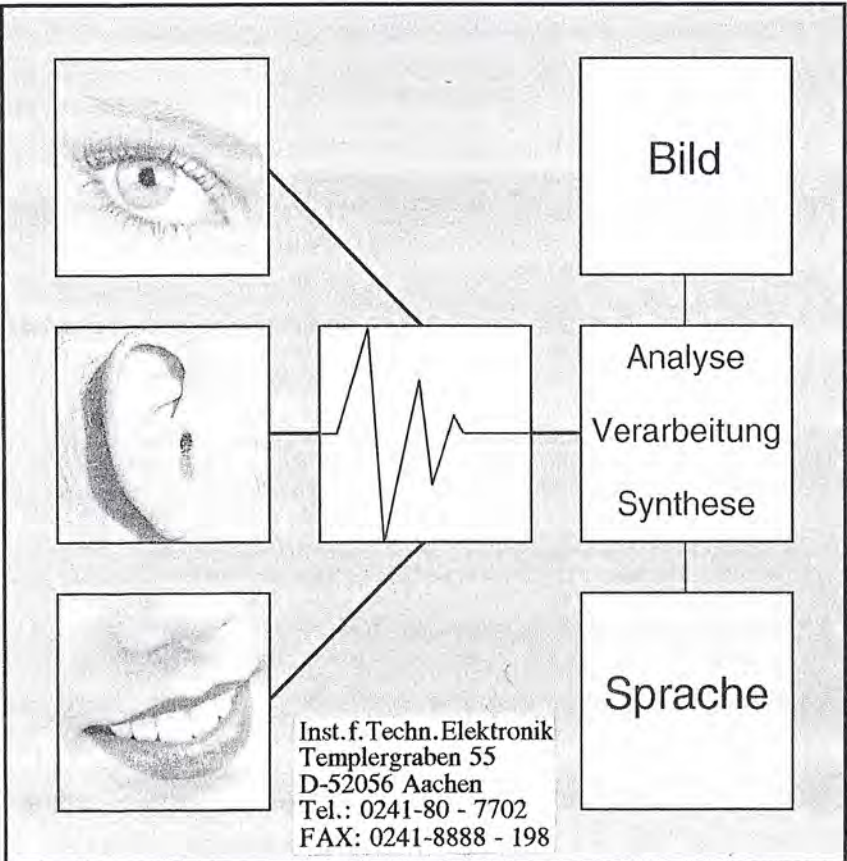 Bild
Analyse
Verarbeitung
Synthese
Sprache
Inst.f.Techn.Elektronik
Templergraben 55
D-52056 Aachen
Tel.: 0241-80 - 7702
FAX: 0241-8888 - 198